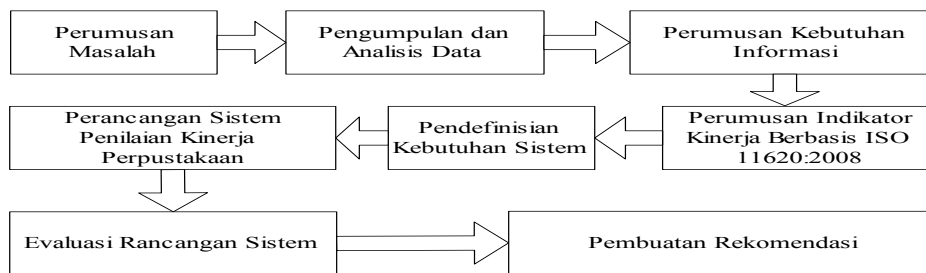 Perumusan
Masalah
Pengumpulan dan
Analisis Data
Perumusan Kebutuhan
Informasi
Perumusan Indikator
Kinerja Berbasis ISO
11620:2008
Pendefinisian
Kebutuhan Sistem
Perancangan Sistem
Penilaian Kinerja
Perpustakaan
Evaluasi Rancangan Sistem
Pembuatan Rekomendasi